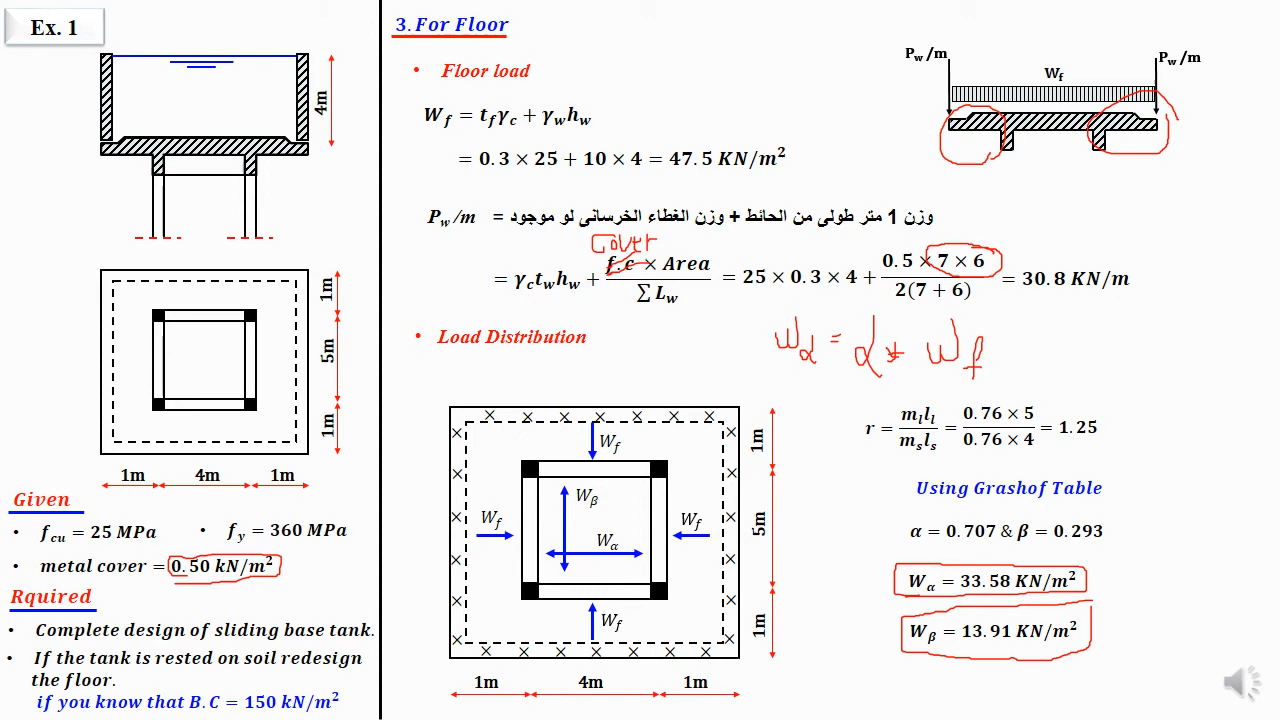 Ex. 1
4m
1m
5m
1m
1m 4m 1m
Given
• f_cu = 25 MPa • f_y = 360 MPa
• metal cover = 0.50 kN/m²
Rquired
• Complete design of sliding base tank.
• If the tank is rested on soil redesign
the floor.
if you know that B.C = 150 kN/m²
3. For Floor
• Floor load
W_f = t_f γ_c + γ_w h_w
= 0.3 × 25 + 10 × 4 = 47.5 KN/m²
P_w/m = وزن 1 متر طولى من الحائط + وزن الغطاء الخرسانى لو موجود
Cover
= γ_c t_w h_w + (f.c × Area)/(∑ L_w) = 25 × 0.3 × 4 + (0.5 × 7 × 6)/(2(7 + 6)) = 30.8 KN/m
P_w/m
W_f
P_w/m
• Load Distribution
w_α = α * w_f
r = (m_l l_l)/(m_s l_s) = (0.76 × 5)/(0.76 × 4) = 1.25
Using Grashof Table
α = 0.707 & β = 0.293
W_α = 33.58 KN/m²
W_β = 13.91 KN/m²
W_f
W_β
W_f
W_α
W_f
W_f
1m
5m
1m
1m 4m 1m